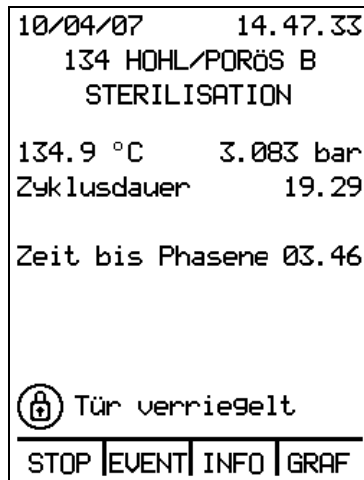 10/04/07 14.47.33
134 HOHL/PORöS B
STERILISATION
134.9 °C 3.083 bar
Zyklusdauer 19.29
Zeit bis Phasene 03.46
Tür verriegelt
STOP EVENT INFO GRAF